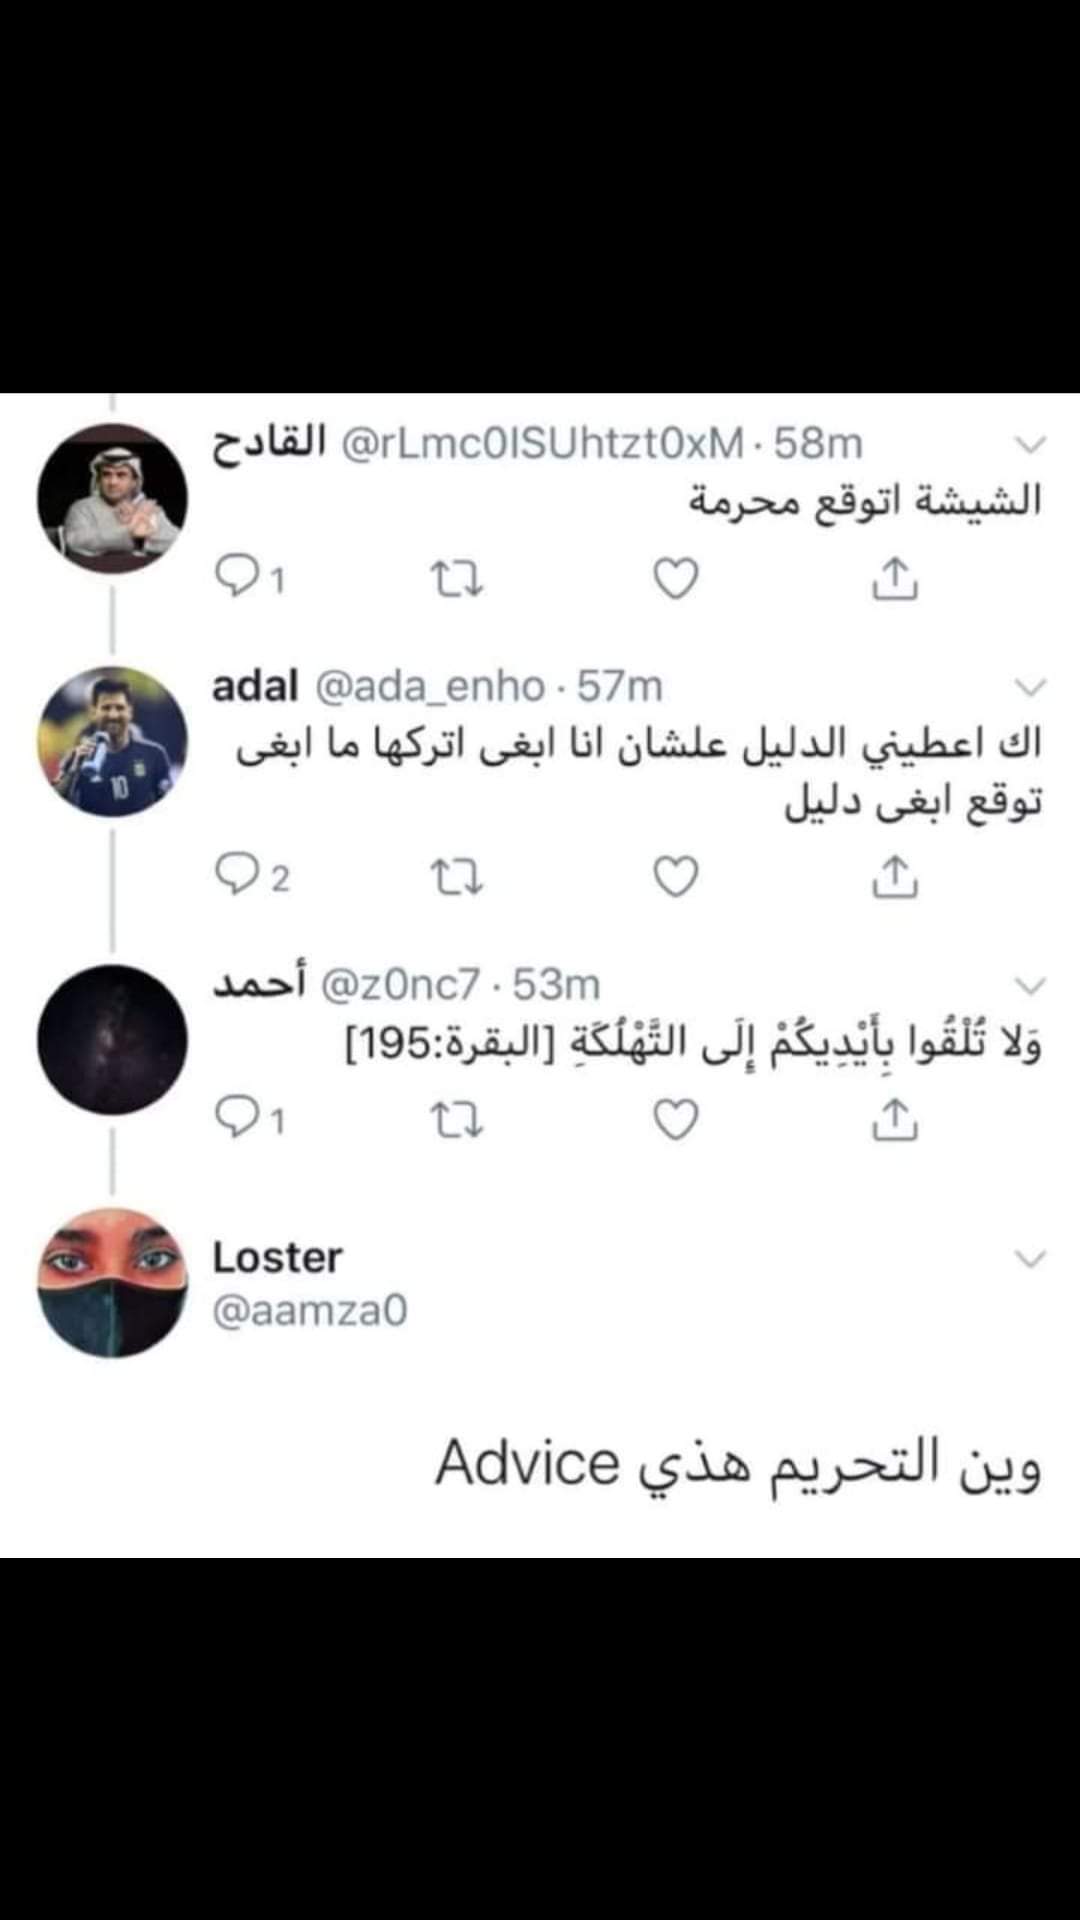 القادح @rLmc0ISUhtzt0xM · 58m
الشيشة اتوقع محرمة
1
adal @ada_enho · 57m
اك اعطيني الدليل علشان انا ابغى اتركها ما ابغى
توقع ابغى دليل
2
أحمد @z0nc7 · 53m
وَلا تُلْقُوا بِأَيْدِيكُمْ إِلَى التَّهْلُكَةِ [البقرة:195]
1
Loster
@aamza0
وين التحريم هذي Advice
10